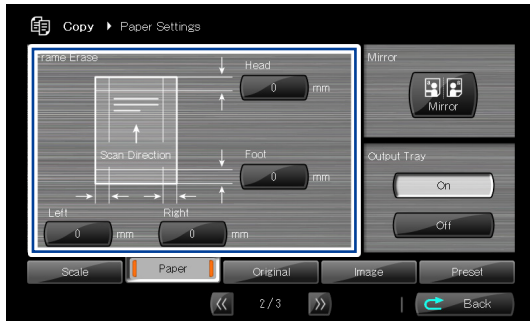 Copy ▸ Paper Settings
Frame Erase
Head
0 mm
Scan Direction
Foot
0 mm
Left
0 mm
Right
0 mm
Mirror
Mirror
Output Tray
On
Off
Scale
Paper
Original
Image
Preset
2/3
Back